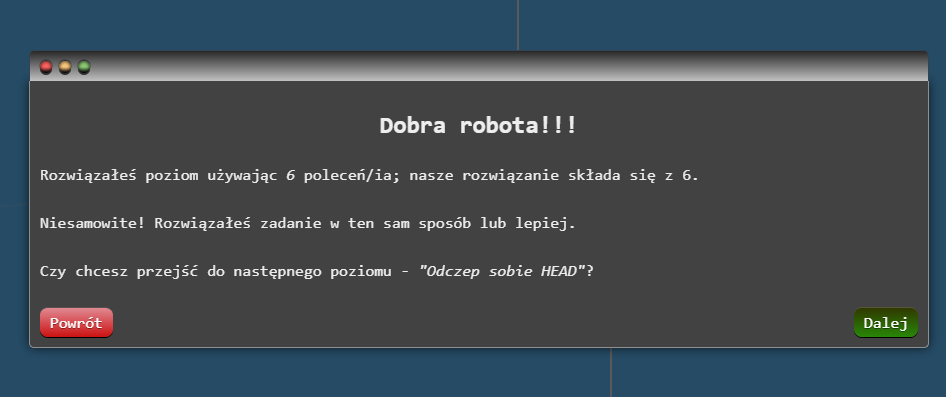 Dobra robota!!!
Rozwiązałeś poziom używając 6 poleceń/ia; nasze rozwiązanie składa się z 6.
Niesamowite! Rozwiązałeś zadanie w ten sam sposób lub lepiej.
Czy chcesz przejść do następnego poziomu - "Odczep sobie HEAD"?
Powrót
Dalej